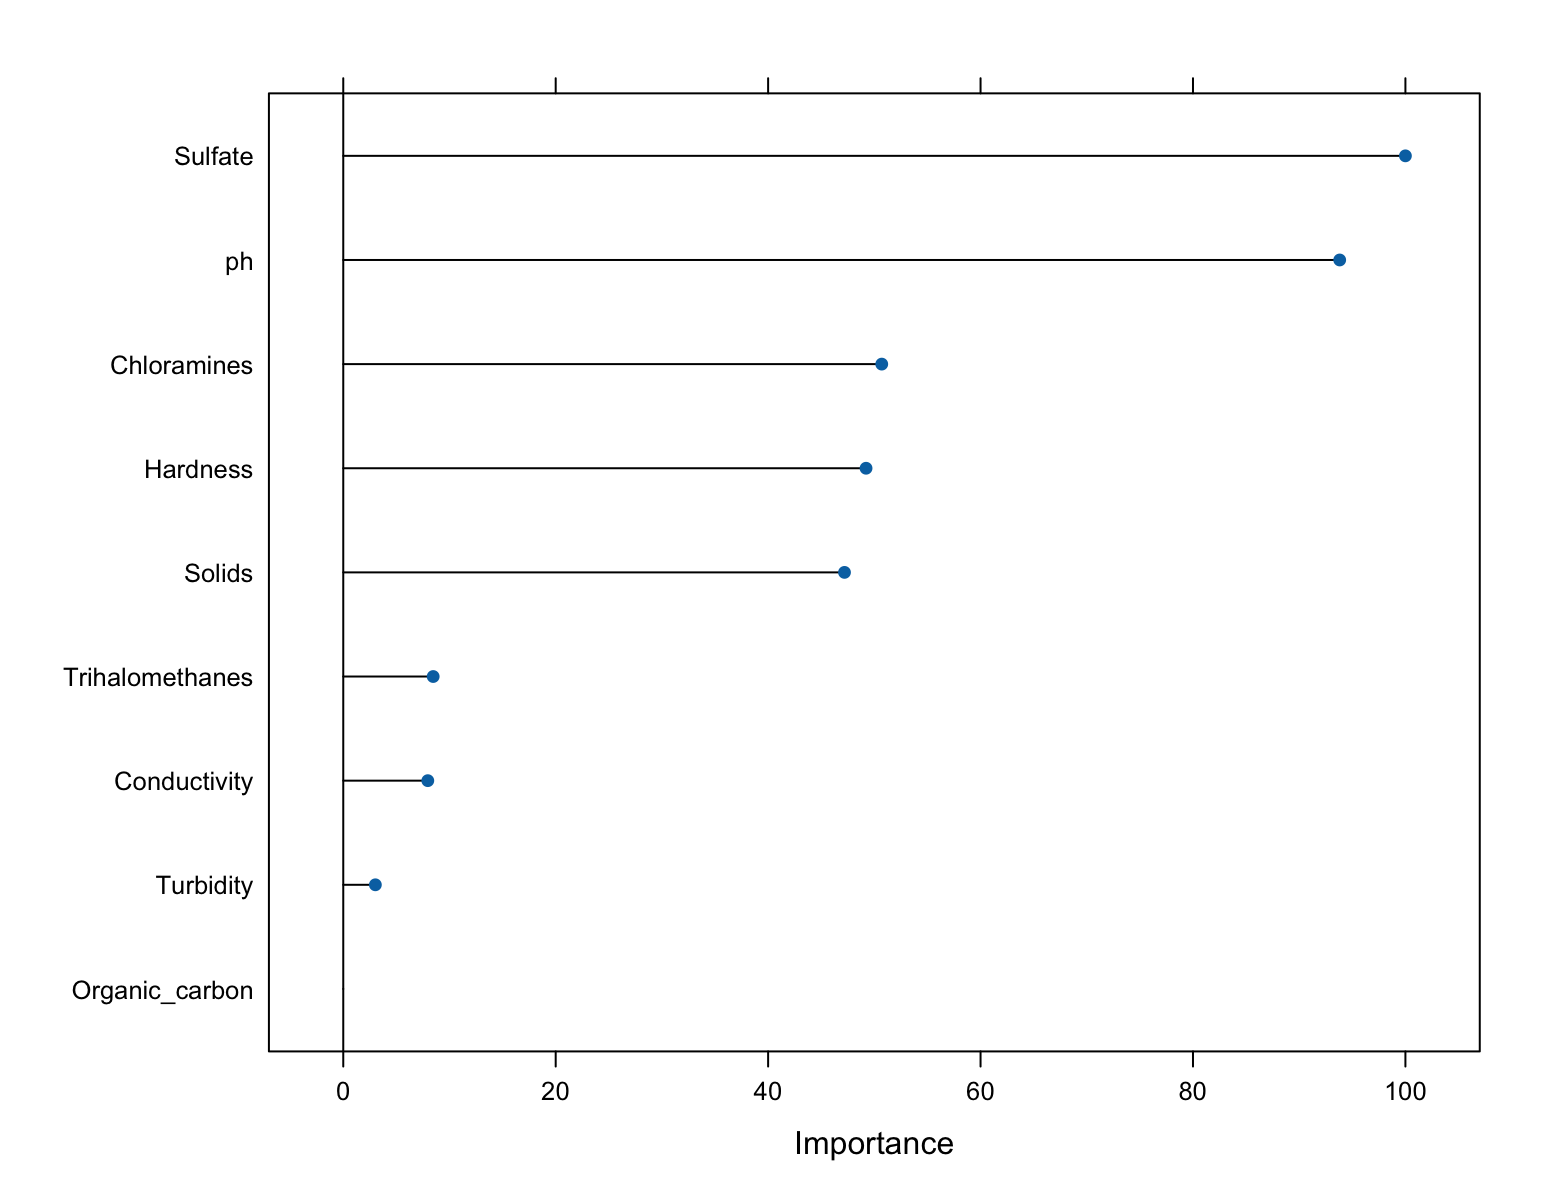 Sulfate
ph
Chloramines
Hardness
Solids
Trihalomethanes
Conductivity
Turbidity
Organic_carbon
0 20 40 60 80 100
Importance